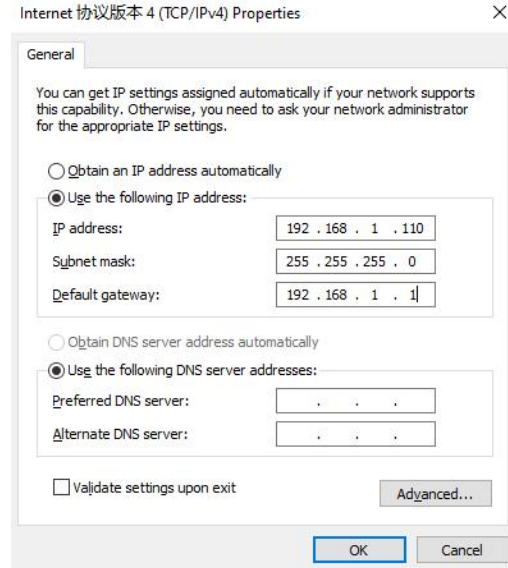 Internet 协议版本 4 (TCP/IPv4) Properties
General
You can get IP settings assigned automatically if your network supports
this capability. Otherwise, you need to ask your network administrator
for the appropriate IP settings.
Obtain an IP address automatically
Use the following IP address:
IP address: 192 . 168 . 1 . 110
Subnet mask: 255 . 255 . 255 . 0
Default gateway: 192 . 168 . 1 . 1
Obtain DNS server address automatically
Use the following DNS server addresses:
Preferred DNS server: . . .
Alternate DNS server: . . .
Validate settings upon exit
Advanced...
OK Cancel